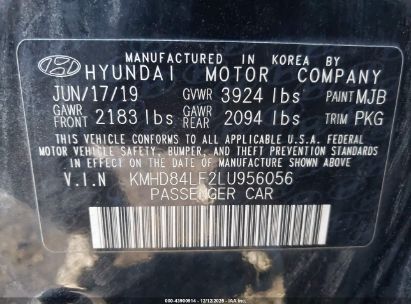 MANUFACTURED IN KOREA BY
HYUNDAI MOTOR COMPANY
JUN/17/19 GVWR 3924 lbs PAINT MJB
GAWR FRONT 2183 lbs GAWR REAR 2094 lbs TRIM PKG
THIS VEHICLE CONFORMS TO ALL APPLICABLE U.S.A. FEDERAL
MOTOR VEHICLE SAFETY, BUMPER, AND THEFT PREVENTION STANDARDS
IN EFFECT ON THE DATE OF MANUFACTURE SHOWN ABOVE.
V.I.N KMHD84LF2LU956056
PASSENGER CAR